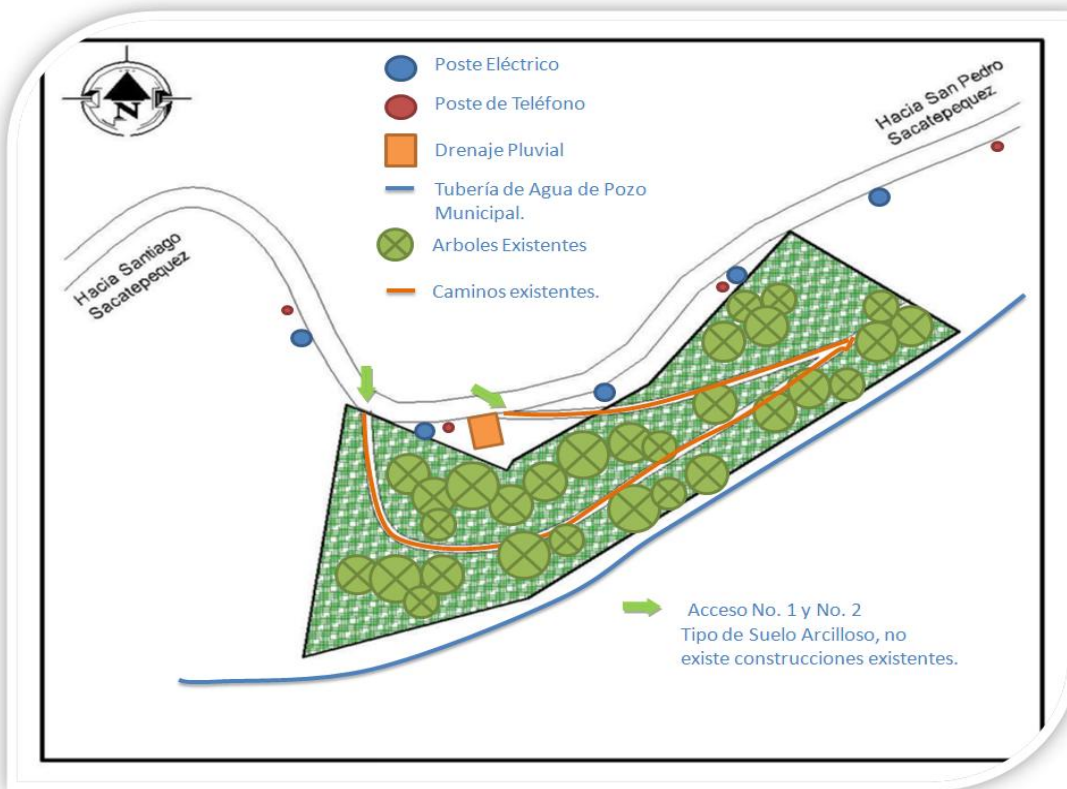 Poste Eléctrico
Poste de Teléfono
Drenaje Pluvial
Tubería de Agua de Pozo
Municipal.
Arboles Existentes
Caminos existentes.
N
Hacia Santiago
Sacatepequez
Hacia San Pedro
Sacatepequez
Acceso No. 1 y No. 2
Tipo de Suelo Arcilloso, no
existe construcciones existentes.